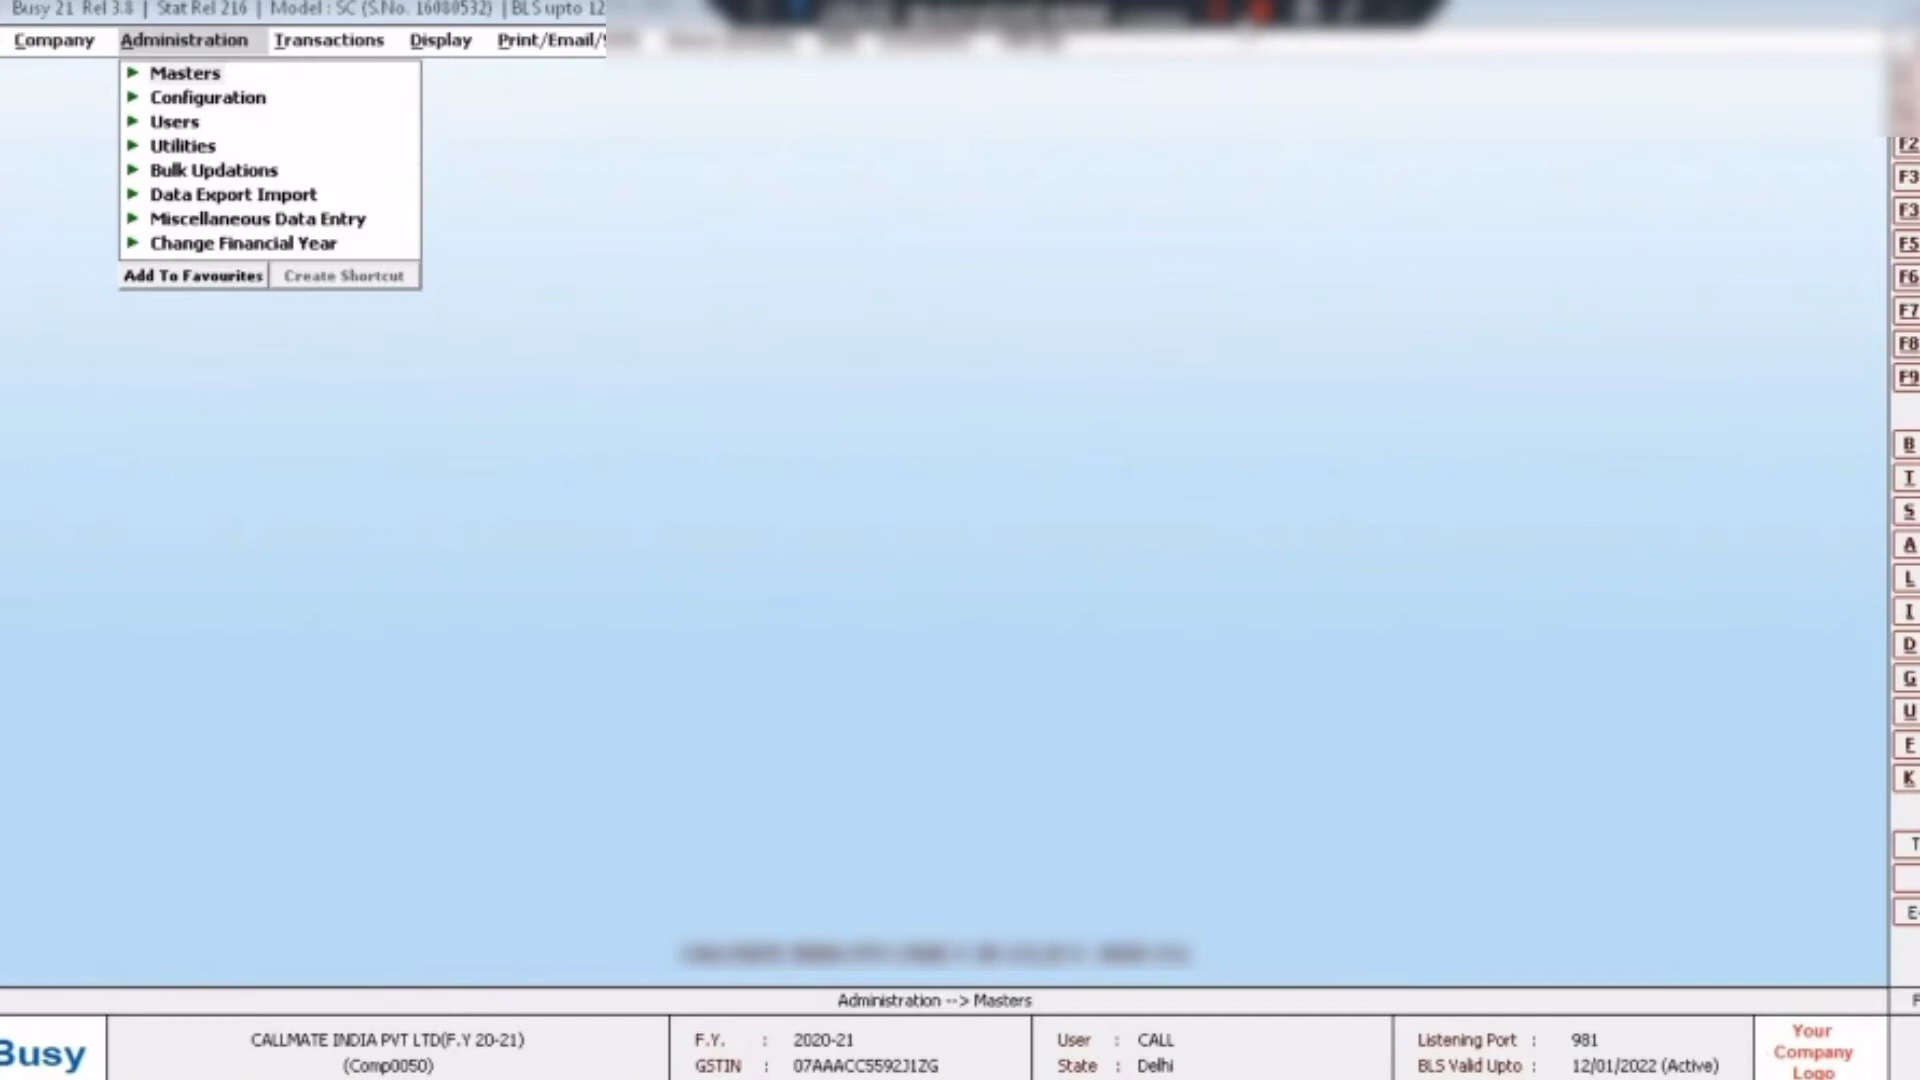 Busy 21 Rel 3.8 | Stat Rel 216 | Model : SC (S.No. 16080532) | BLS upto 12
Company Administration Transactions Display Print/Email/
Masters
Configuration
Users
Utilities
Bulk Updations
Data Export Import
Miscellaneous Data Entry
Change Financial Year
Add To Favourites Create Shortcut
F2
F3
F3
F5
F6
F7
F8
F9
B
T
S
A
L
I
D
G
U
F
K
T
E
Administration --> Masters
Busy
CALLMATE INDIA PVT LTD(F.Y 20-21)
(Comp0050)
F.Y. : 2020-21
GSTIN : 07AAACC5592J1ZG
User : CALL
State : Delhi
Listening Port : 981
BLS Valid Upto : 12/01/2022 (Active)
Your
Company
Logo